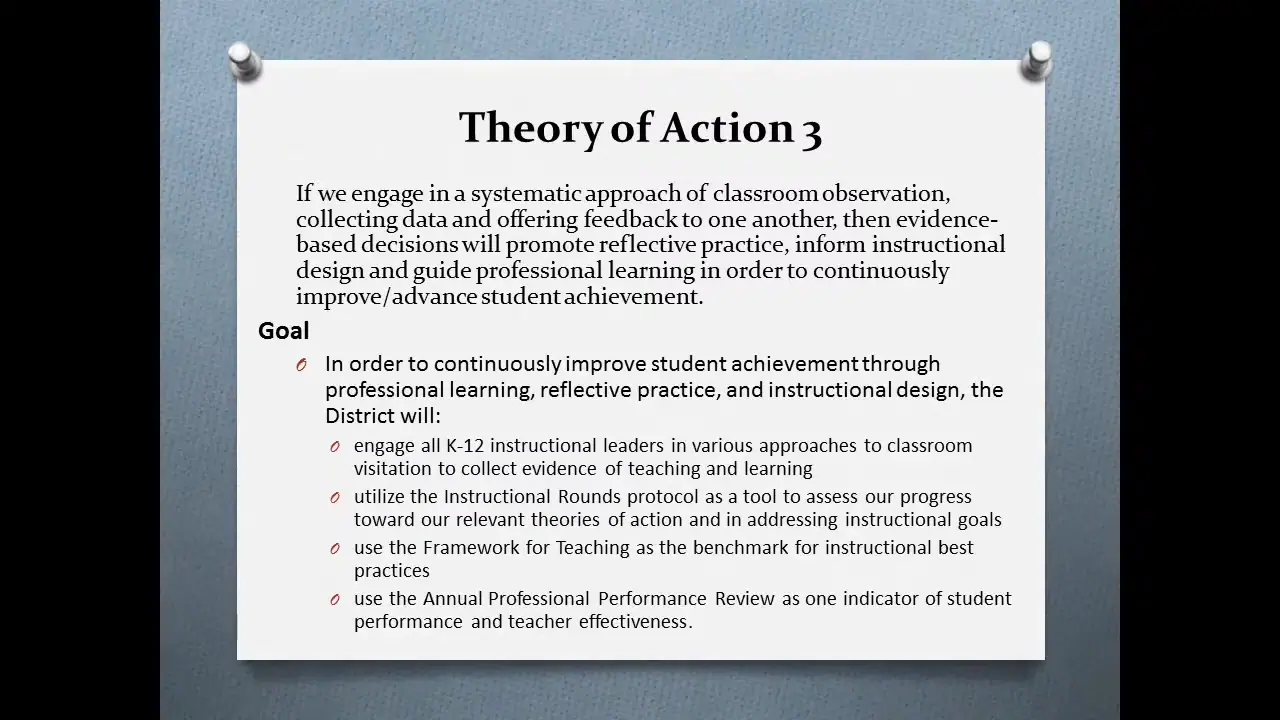 Theory of Action 3
If we engage in a systematic approach of classroom observation,
collecting data and offering feedback to one another, then evidence-
based decisions will promote reflective practice, inform instructional
design and guide professional learning in order to continuously
improve/advance student achievement.
Goal
In order to continuously improve student achievement through
professional learning, reflective practice, and instructional design, the
District will:
engage all K-12 instructional leaders in various approaches to classroom
visitation to collect evidence of teaching and learning
utilize the Instructional Rounds protocol as a tool to assess our progress
toward our relevant theories of action and in addressing instructional goals
use the Framework for Teaching as the benchmark for instructional best
practices
use the Annual Professional Performance Review as one indicator of student
performance and teacher effectiveness.